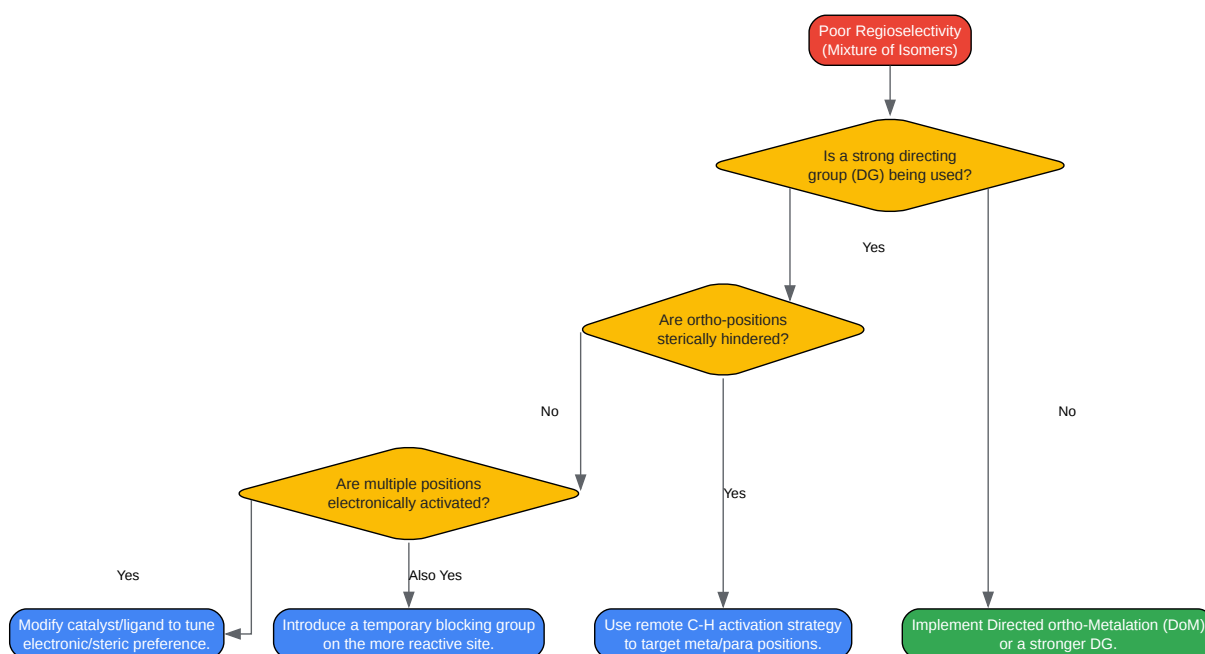 Poor Regioselectivity
(Mixture of Isomers)
Is a strong directing
group (DG) being used?
Yes
Are ortho-positions
sterically hindered?
No
No
Are multiple positions
electronically activated?
Yes
Yes
Also Yes
Modify catalyst/ligand to tune
electronic/steric preference.
Introduce a temporary blocking group
on the more reactive site.
Use remote C-H activation strategy
to target meta/para positions.
Implement Directed ortho-Metalation (DoM)
or a stronger DG.